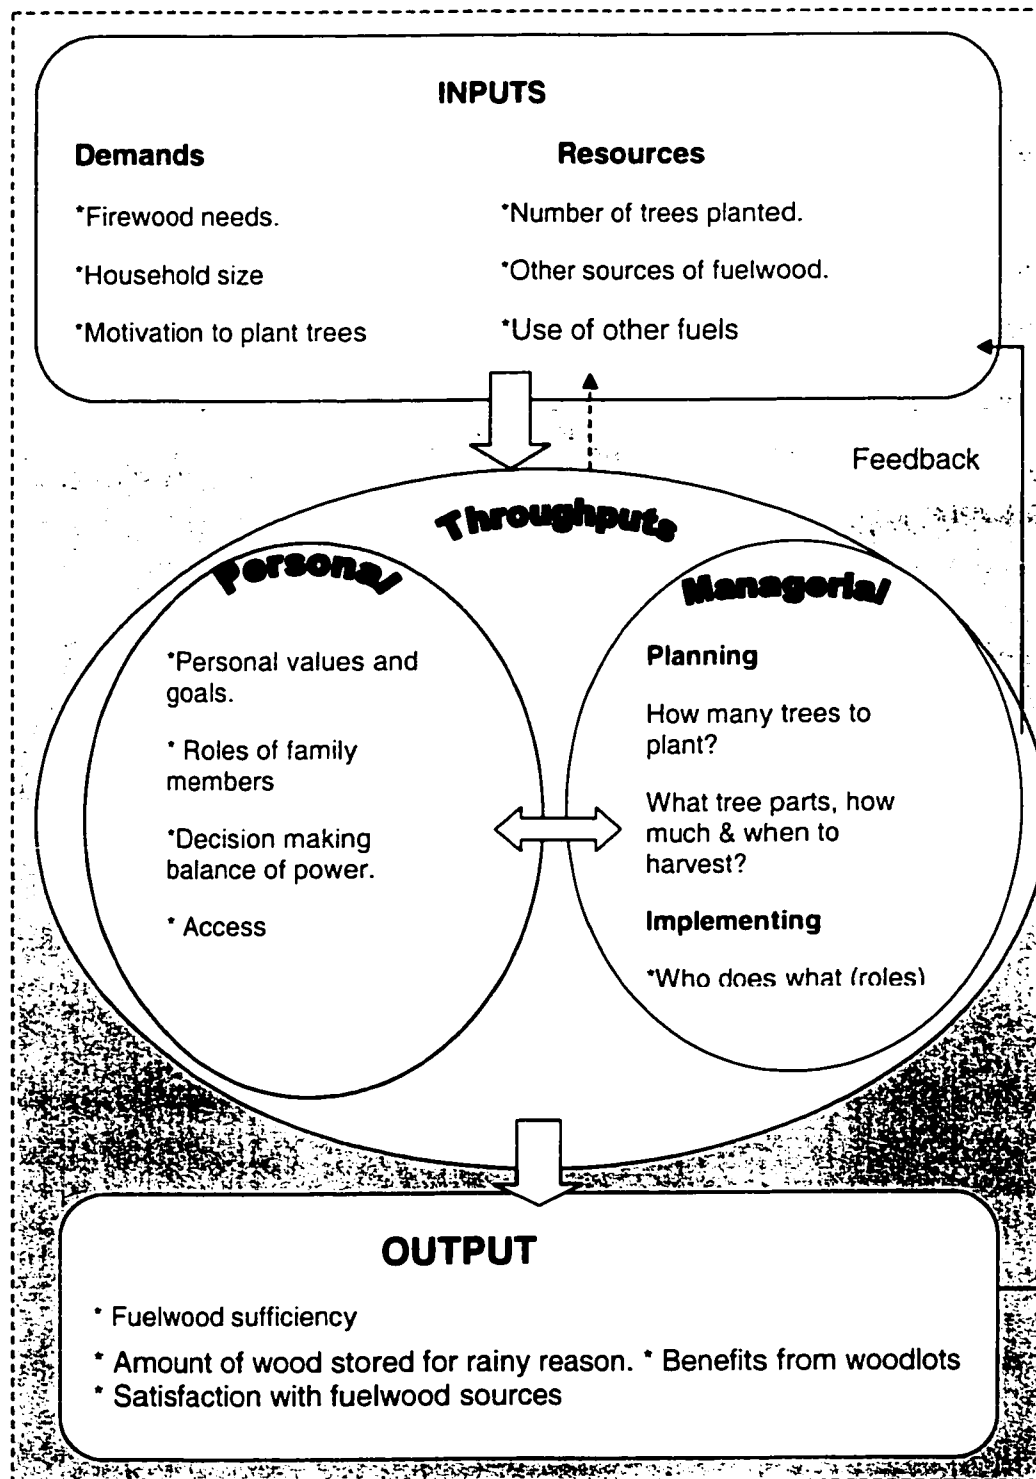 INPUTS
Demands
*Firewood needs.
*Household size
*Motivation to plant trees
Resources
*Number of trees planted.
*Other sources of fuelwood.
*Use of other fuels
Feedback
Throughputs
Personal
*Personal values and
goals.
* Roles of family
members
*Decision making
balance of power.
* Access
Managerial
Planning
How many trees to
plant?
What tree parts, how
much & when to
harvest?
Implementing
*Who does what (roles)
OUTPUT
* Fuelwood sufficiency
* Amount of wood stored for rainy reason. * Benefits from woodlots
* Satisfaction with fuelwood sources